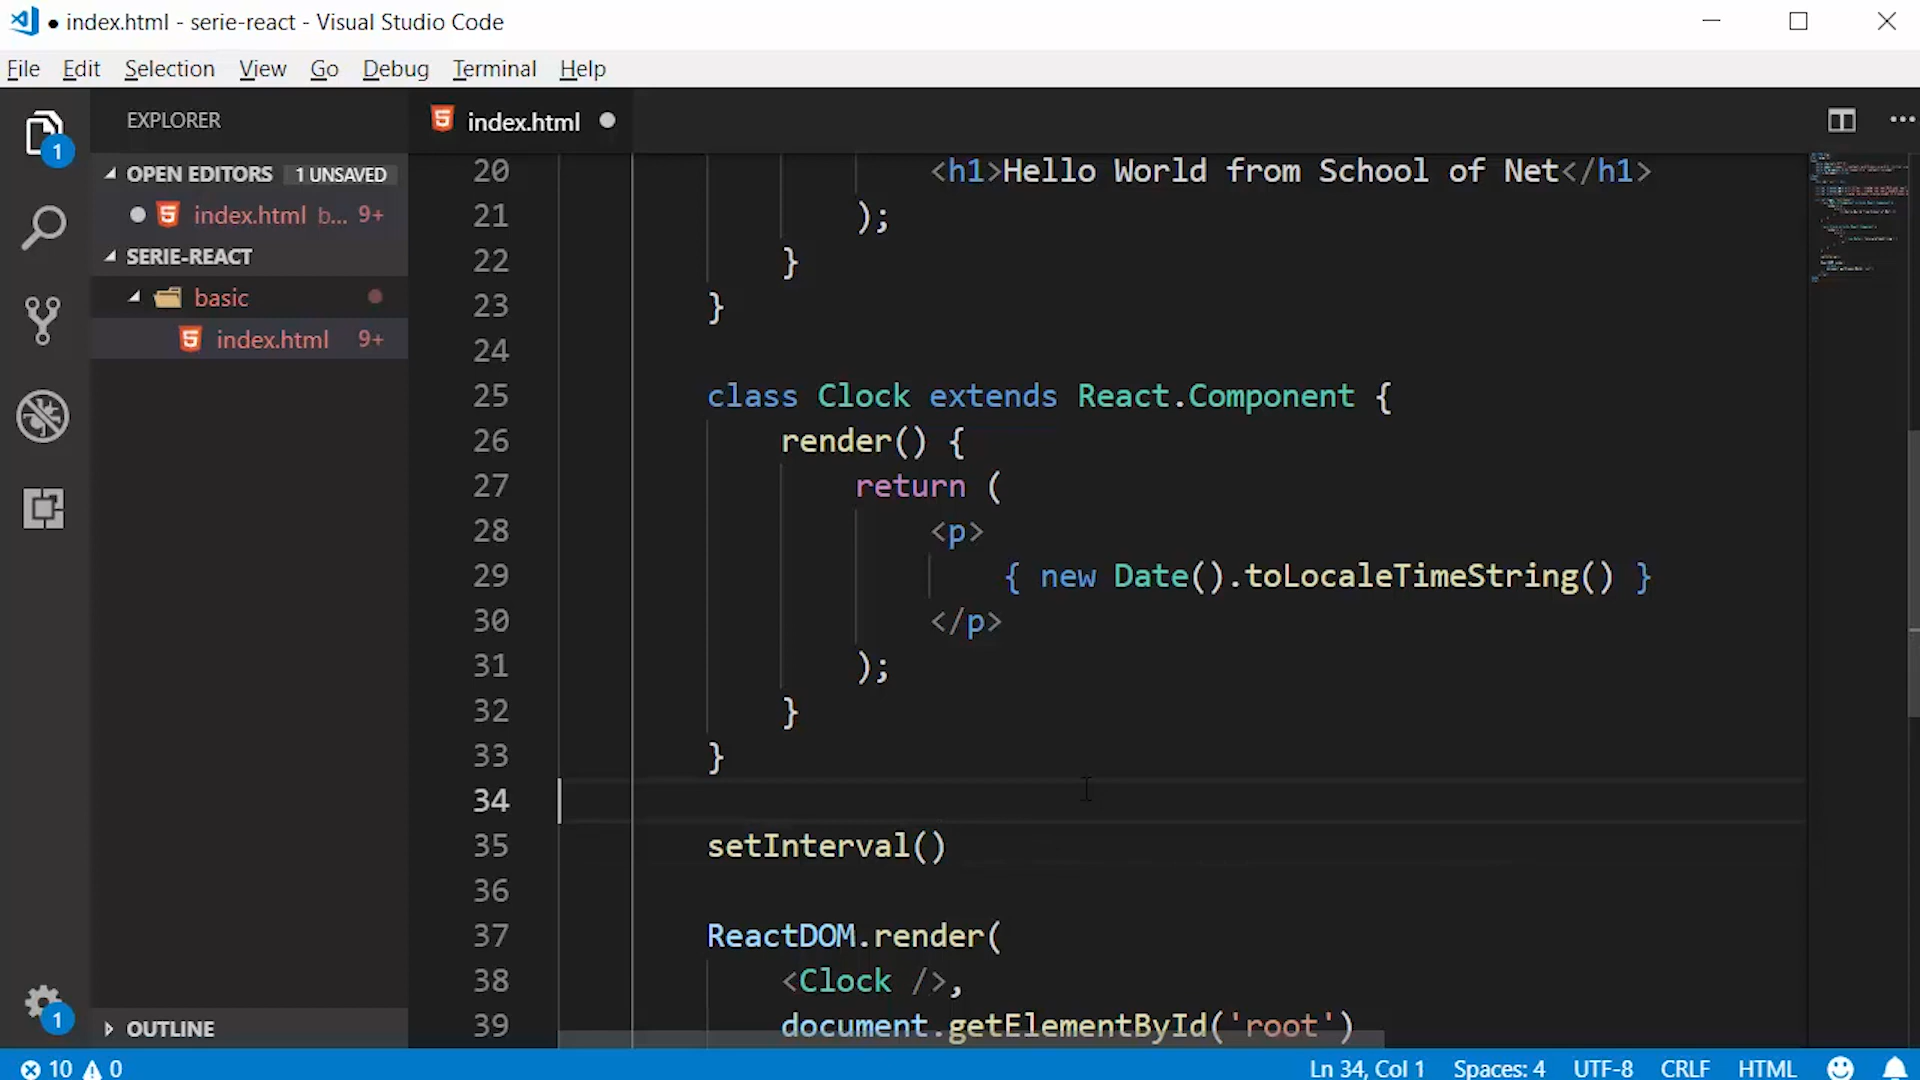 ● index.html - serie-react - Visual Studio Code
File Edit Selection View Go Debug Terminal Help
EXPLORER
OPEN EDITORS 1 UNSAVED
index.html b... 9+
SERIE-REACT
basic
index.html 9+
OUTLINE
1
1
index.html ●
20 <h1>Hello World from School of Net</h1>
21 );
22 }
23 }
24
25 class Clock extends React.Component {
26 render() {
27 return (
28 <p>
29 { new Date().toLocaleTimeString() }
30 </p>
31 );
32 }
33 }
34
35 setInterval()
36
37 ReactDOM.render(
38 <Clock />,
39 document.getElementById('root')
10 0 Ln 34, Col 1 Spaces: 4 UTF-8 CRLF HTML